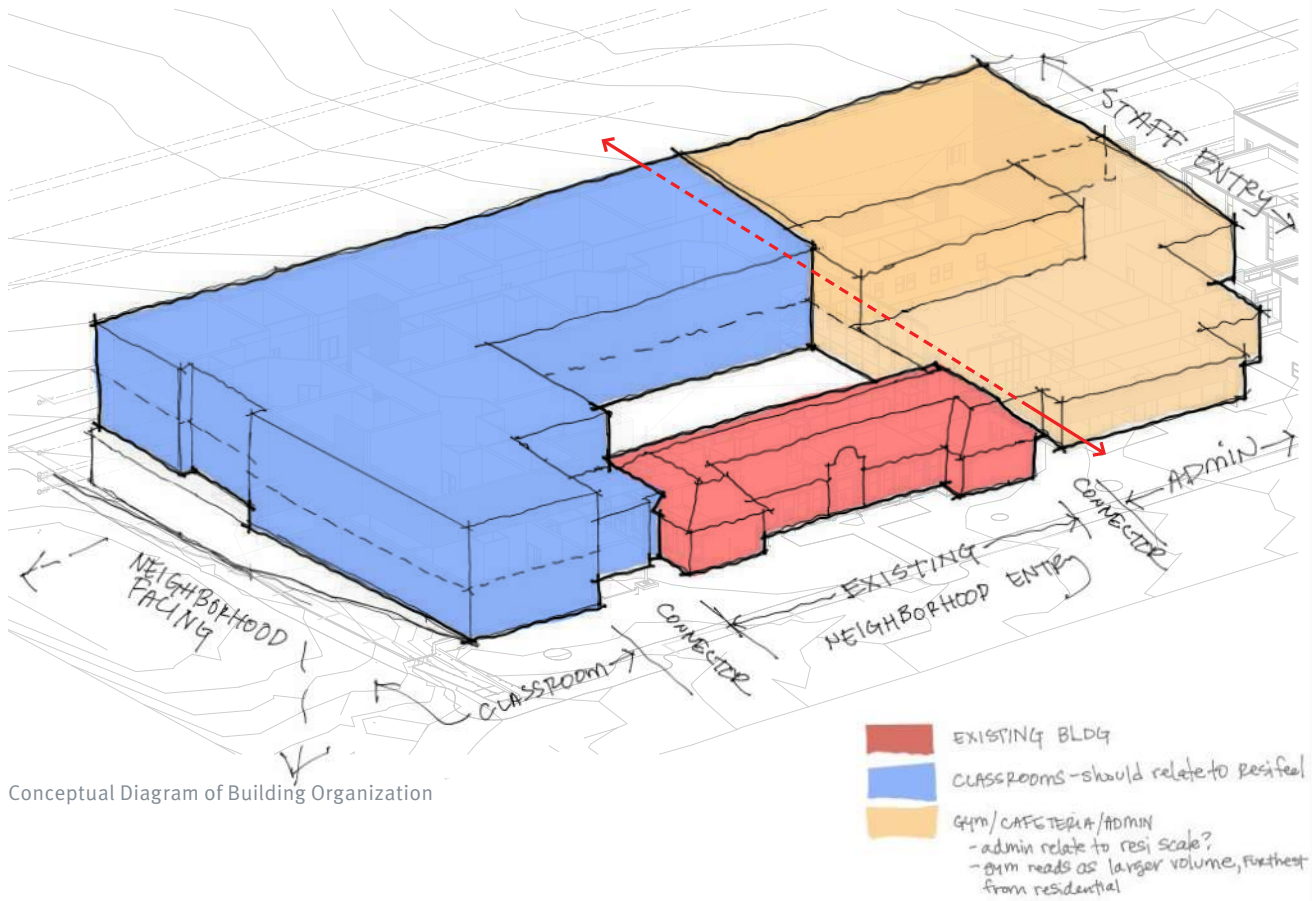 STAFF ENTRY
ADMIN
CONNECTOR
EXISTING
NEIGHBORHOOD ENTRY
CONNECTOR
CLASSROOM
NEIGHBORHOOD
FACING
Conceptual Diagram of Building Organization
EXISTING BLDG
CLASSROOMS - should relate to resi feel
GYM/CAFETERIA/ADMIN
- admin relate to resi scale?
- gym reads as larger volume, furthest
from residential